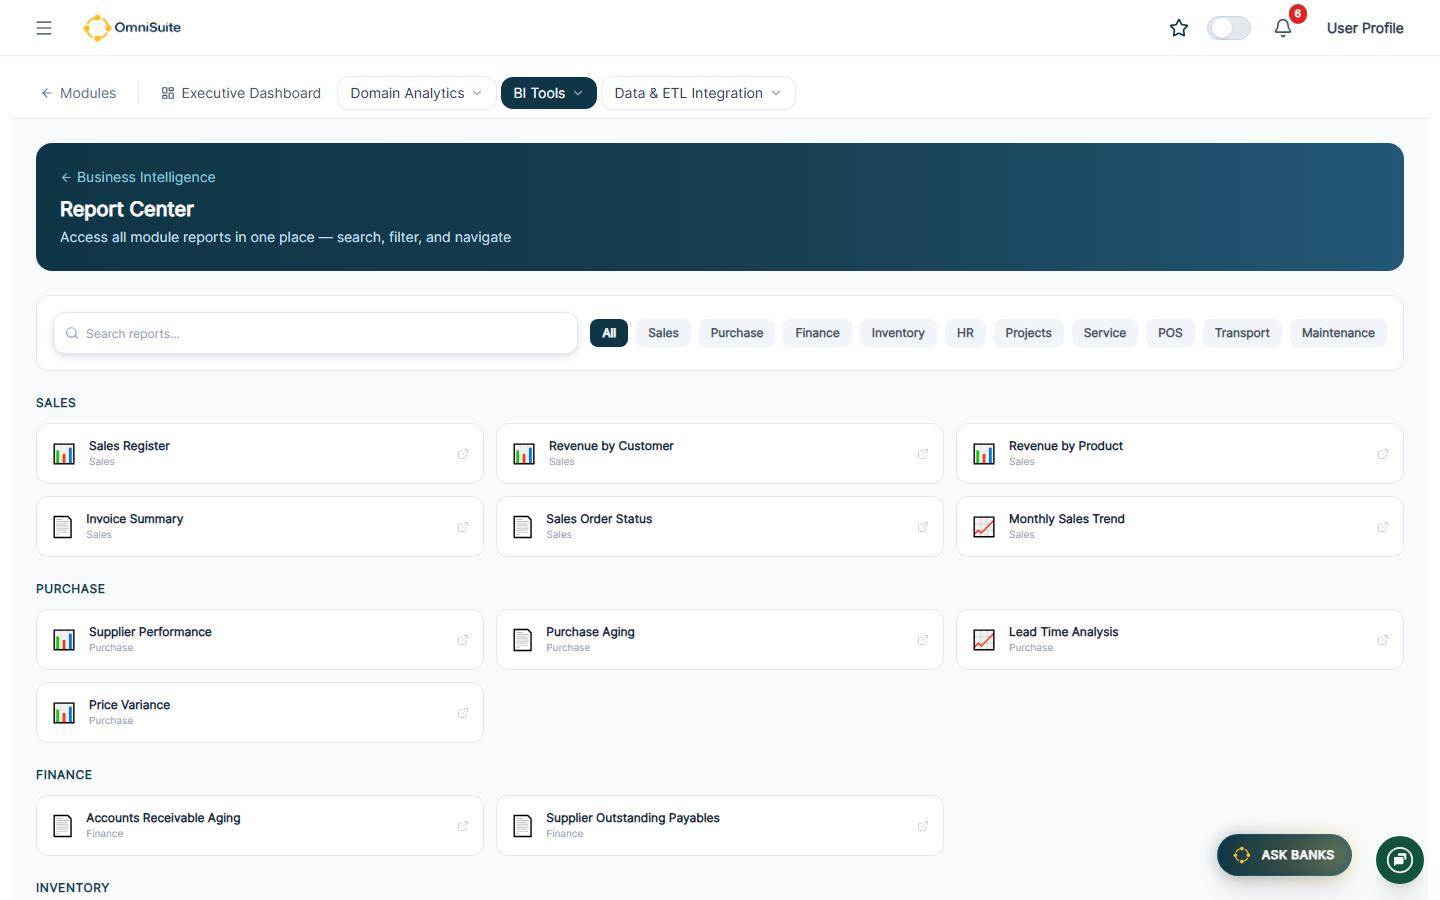 OmniSuite
6
User Profile
Modules
Executive Dashboard
Domain Analytics
BI Tools
Data & ETL Integration
Business Intelligence
Report Center
Access all module reports in one place — search, filter, and navigate
Search reports...
All
Sales
Purchase
Finance
Inventory
HR
Projects
Service
POS
Transport
Maintenance
SALES
Sales Register
Sales
Revenue by Customer
Sales
Revenue by Product
Sales
Invoice Summary
Sales
Sales Order Status
Sales
Monthly Sales Trend
Sales
PURCHASE
Supplier Performance
Purchase
Purchase Aging
Purchase
Lead Time Analysis
Purchase
Price Variance
Purchase
FINANCE
Accounts Receivable Aging
Finance
Supplier Outstanding Payables
Finance
ASK BANKS
INVENTORY